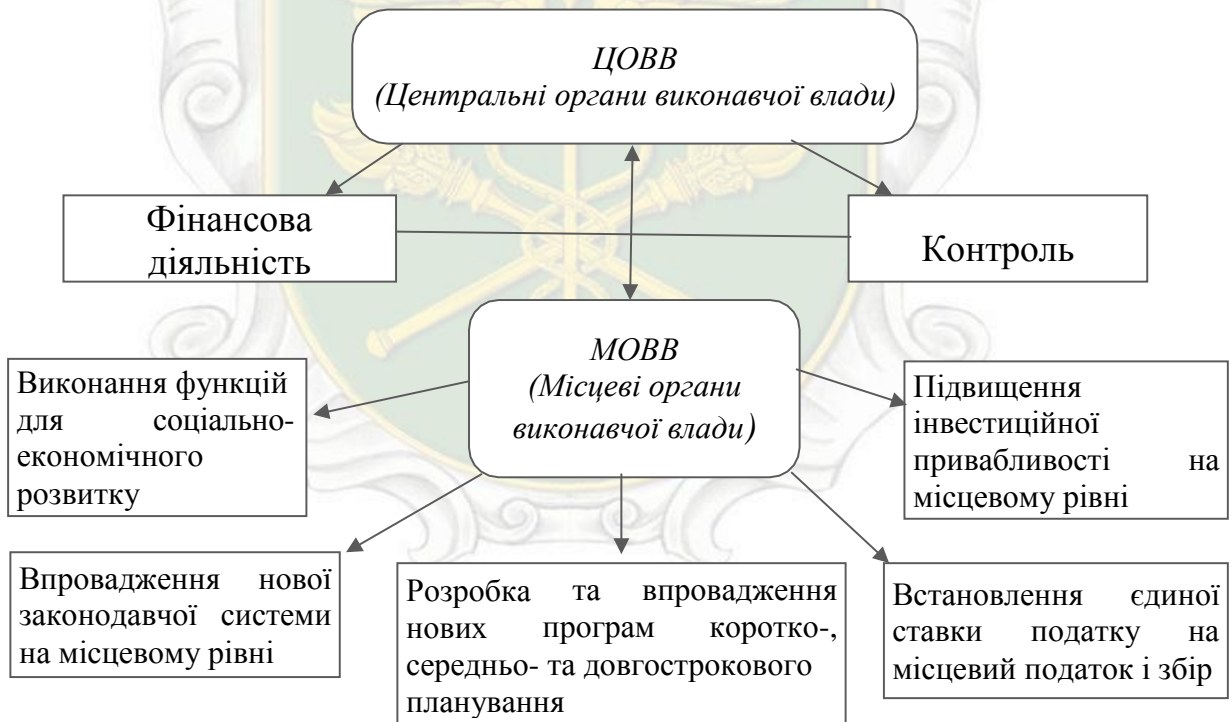 ЦОВВ
(Центральні органи виконавчої влади)
Фінансова
діяльність
Контроль
МОВВ
(Місцеві органи
виконавчої влади)
Виконання функцій
для соціально-
економічного
розвитку
Підвищення
інвестиційної
привабливості на
місцевому рівні
Впровадження нової
законодавчої системи
на місцевому рівні
Розробка та впровадження
нових програм коротко-,
середньо- та довгострокового
планування
Встановлення єдиної
ставки податку на
місцевий податок і збір